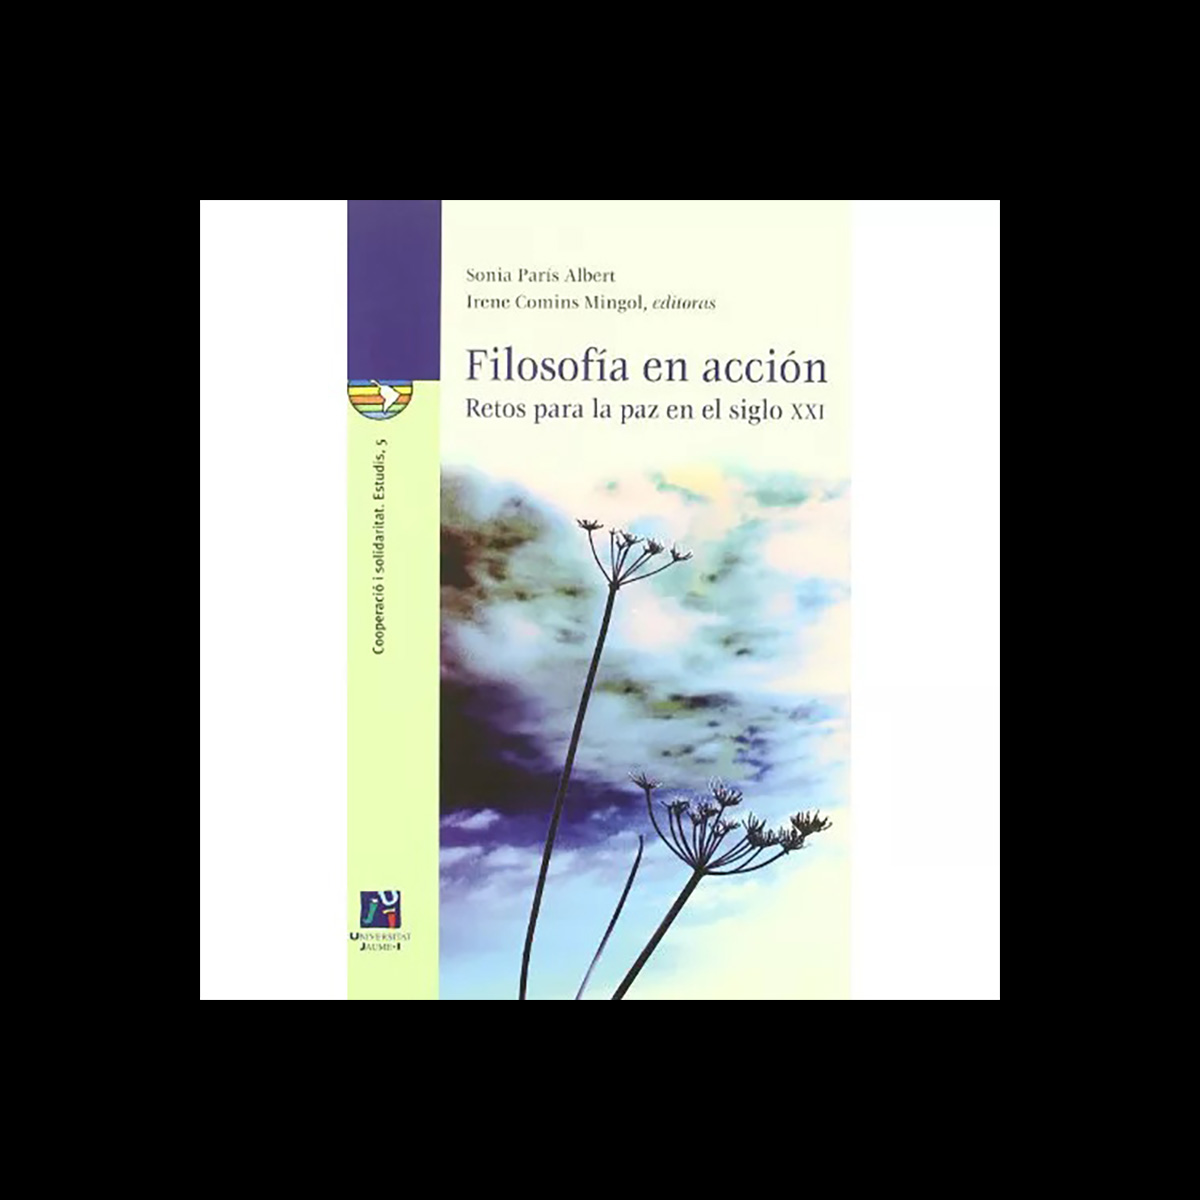 Sonia París Albert
Irene Comins Mingol, editoras
Filosofía en acción
Retos para la paz en el siglo XXI
Cooperació i solidaritat. Estudis, 5
UNIVERSITAT
JAUME·I